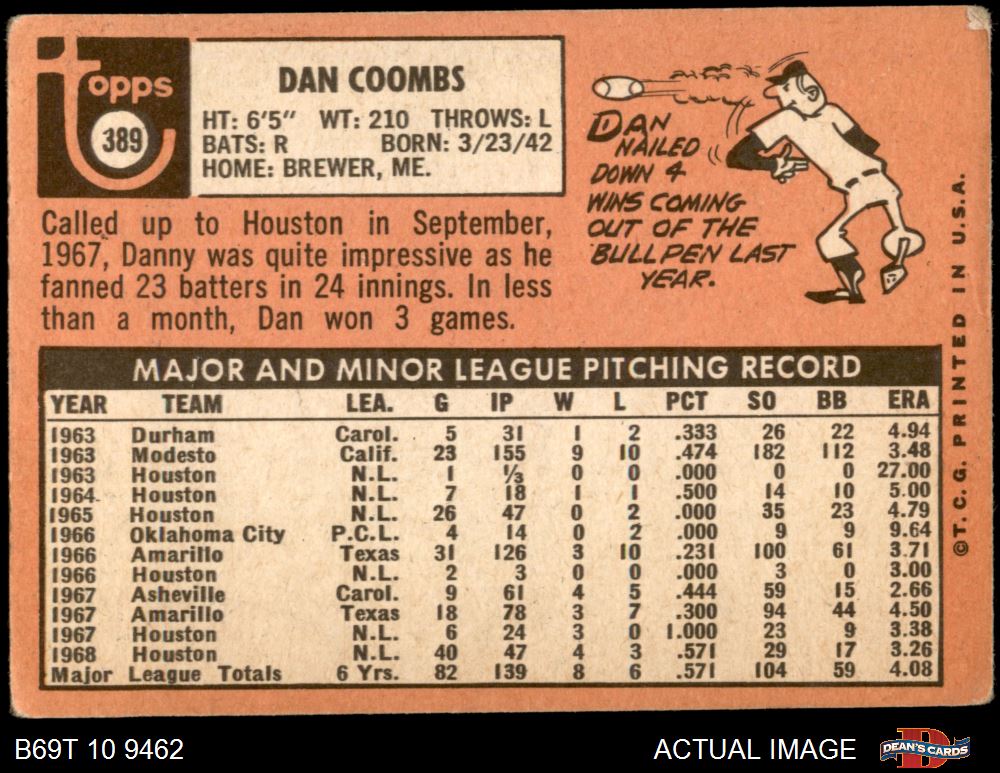 topps
389
DAN COOMBS
HT: 6'5" WT: 210 THROWS: L
BATS: R BORN: 3/23/42
HOME: BREWER, ME.
DAN
NAILED
DOWN 4
WINS COMING
OUT OF THE
BULLPEN LAST
YEAR.
Called up to Houston in September,
1967, Danny was quite impressive as he
fanned 23 batters in 24 innings. In less
than a month, Dan won 3 games.
MAJOR AND MINOR LEAGUE PITCHING RECORD
YEAR TEAM LEA. G IP W L PCT SO BB ERA
1963 Durham Carol. 5 31 1 2 .333 26 22 4.94
1963 Modesto Calif. 23 155 9 10 .474 182 112 3.48
1963 Houston N.L. 1 ⅓ 0 0 .000 0 0 27.00
1964 Houston N.L. 7 18 1 1 .500 14 10 5.00
1965 Houston N.L. 26 47 0 2 .000 35 23 4.79
1966 Oklahoma City P.C.L. 4 14 0 2 .000 9 9 9.64
1966 Amarillo Texas 31 126 3 10 .231 100 61 3.71
1966 Houston N.L. 2 3 0 0 .000 3 0 3.00
1967 Asheville Carol. 9 61 4 5 .444 59 15 2.66
1967 Amarillo Texas 18 78 3 7 .300 94 44 4.50
1967 Houston N.L. 6 24 3 0 1.000 23 9 3.38
1968 Houston N.L. 40 47 4 3 .571 29 17 3.26
Major League Totals 6 Yrs. 82 139 8 6 .571 104 59 4.08
©T.C.G. PRINTED IN U.S.A.
B69T 10 9462
ACTUAL IMAGE
DEAN'S CARDS